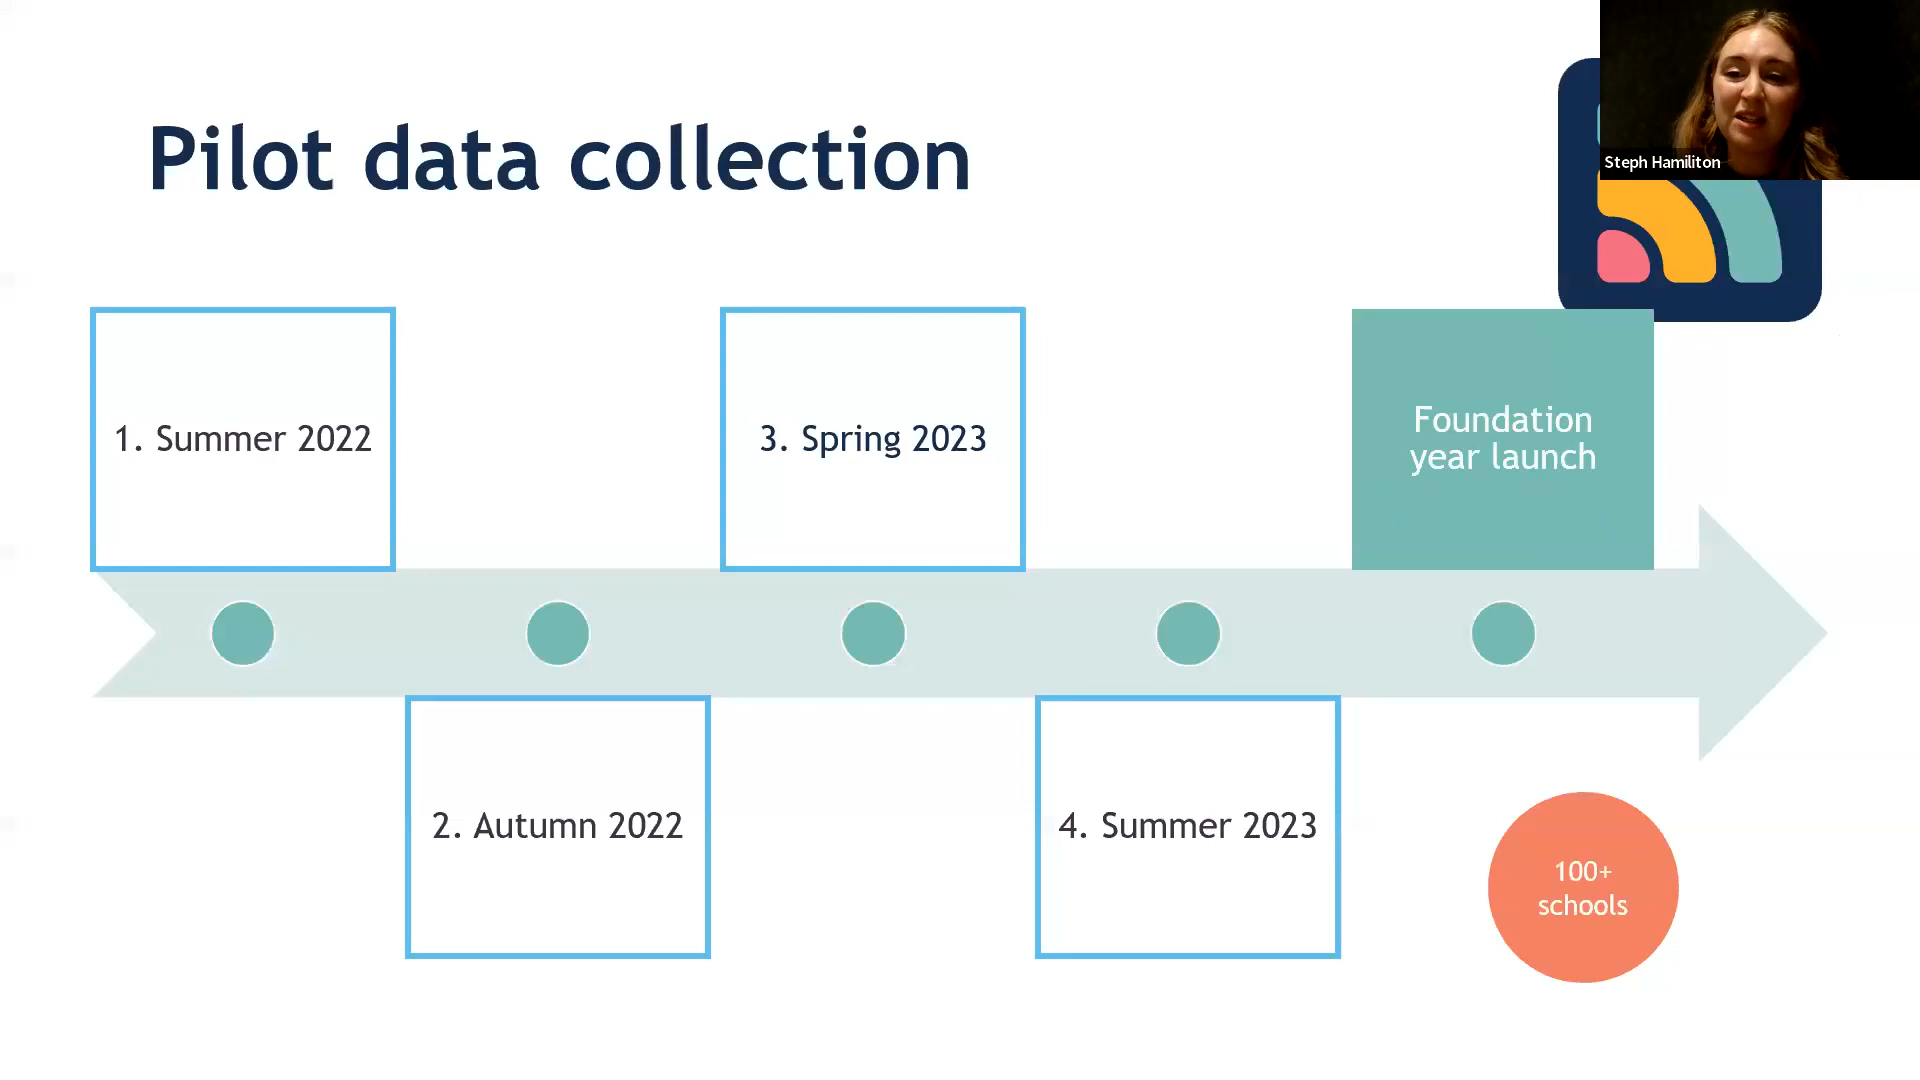 Steph Hamiliton
Pilot data collection
1. Summer 2022
3. Spring 2023
Foundation
year launch
2. Autumn 2022
4. Summer 2023
100+
schools